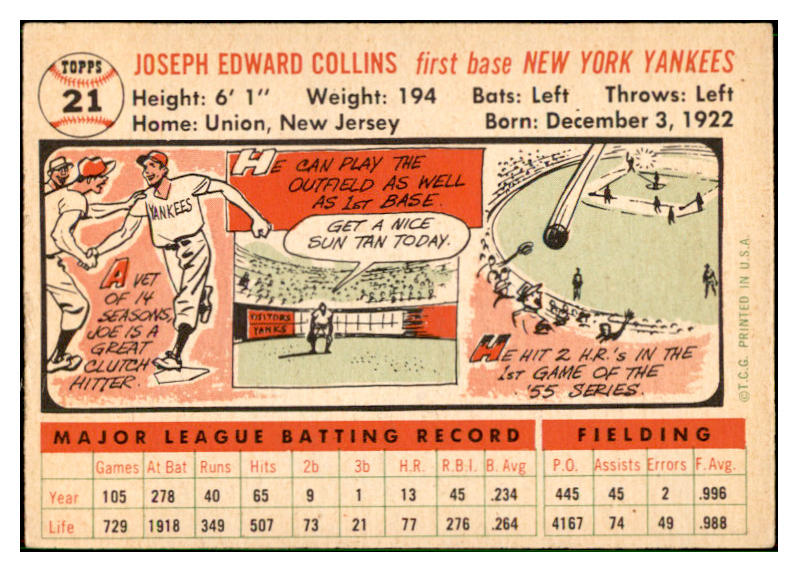 TOPPS
21
JOSEPH EDWARD COLLINS first base NEW YORK YANKEES
Height: 6' 1" Weight: 194 Bats: Left Throws: Left
Home: Union, New Jersey Born: December 3, 1922
YANKEES
A VET
OF 14
SEASONS,
JOE IS A
GREAT
CLUTCH
HITTER.
HE CAN PLAY THE
OUTFIELD AS WELL
AS 1ST BASE.
GET A NICE
SUN TAN TODAY.
VISITORS
YANKS
HE HIT 2 H.R.'s IN THE
1ST GAME OF THE
'55 SERIES.
©T.C.G. PRINTED IN U.S.A.
MAJOR LEAGUE BATTING RECORD FIELDING
Games At Bat Runs Hits 2b 3b H.R. R.B.I. B. Avg P.O. Assists Errors F.Avg.
Year 105 278 40 65 9 1 13 45 .234 445 45 2 .996
Life 729 1918 349 507 73 21 77 276 .264 4167 74 49 .988